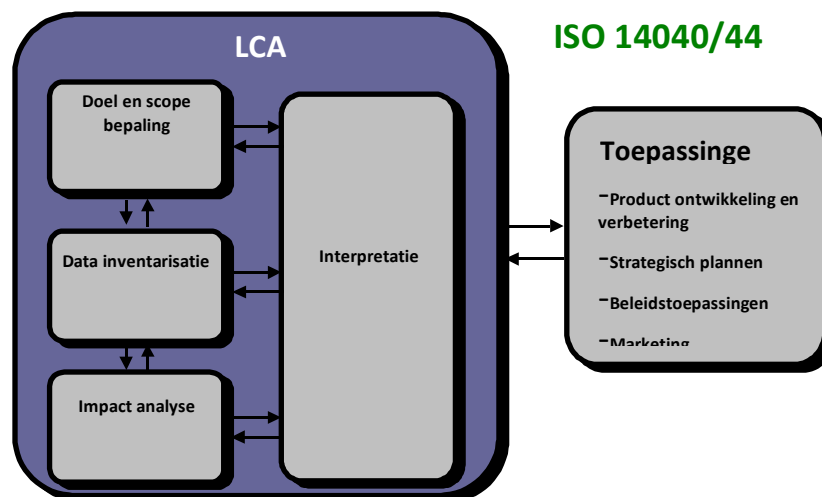 LCA
ISO 14040/44
Doel en scope
bepaling
Data inventarisatie
Impact analyse
Interpretatie
Toepassinge
-Product ontwikkeling en
verbetering
-Strategisch plannen
-Beleidstoepassingen
-Marketing